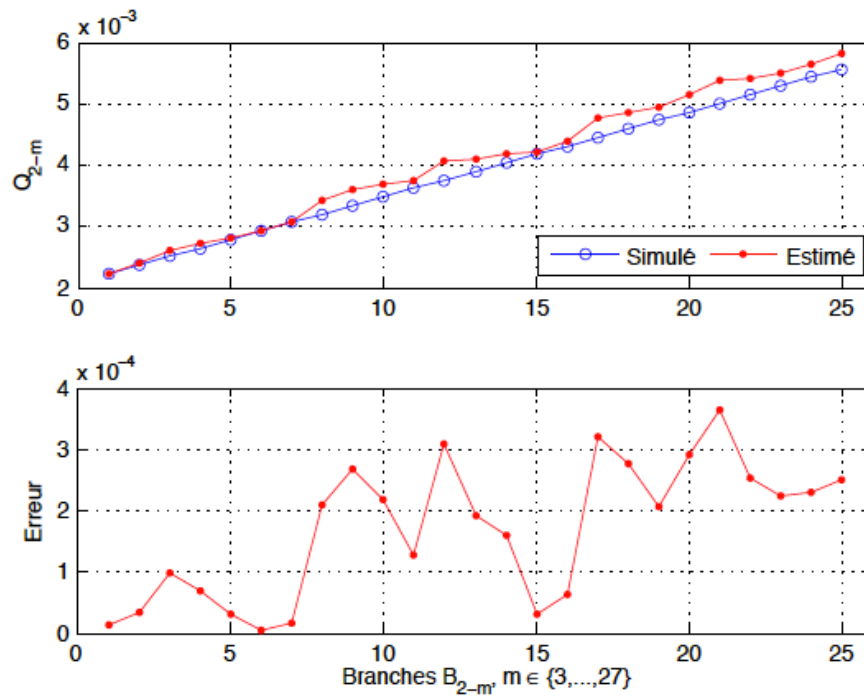 x 10⁻³
6
5
4
3
2
Q₂₋ₘ
Simulé Estimé
0 5 10 15 20 25
x 10⁻⁴
4
3
2
1
0
Erreur
0 5 10 15 20 25
Branches B₂₋ₘ, m ∈ {3,...,27}